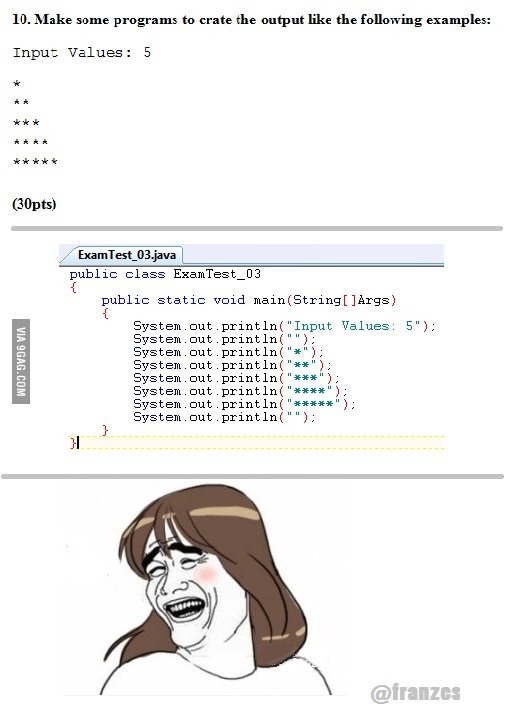 10. Make some programs to crate the output like the following examples:
Input Values: 5
*
**
***
****
*****
(30pts)
ExamTest_03.java
public class ExamTest_03
{
public static void main(String[]Args)
{
System.out.println("Input Values: 5");
System.out.println("");
System.out.println("*");
System.out.println("**");
System.out.println("***");
System.out.println("****");
System.out.println("*****");
System.out.println("");
}
}
VIA 9GAG.COM
@franzes